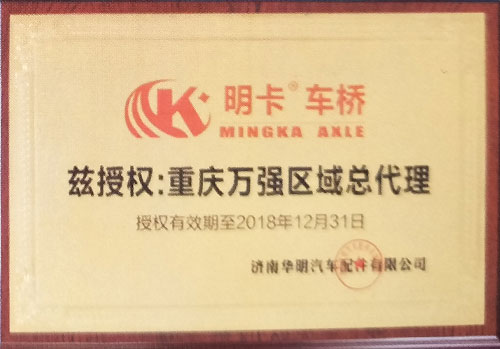 明卡®车桥
MINGKA AXLE
兹授权:重庆万强区域总代理
授权有效期至2018年12月31日
济南华明汽车配件有限公司